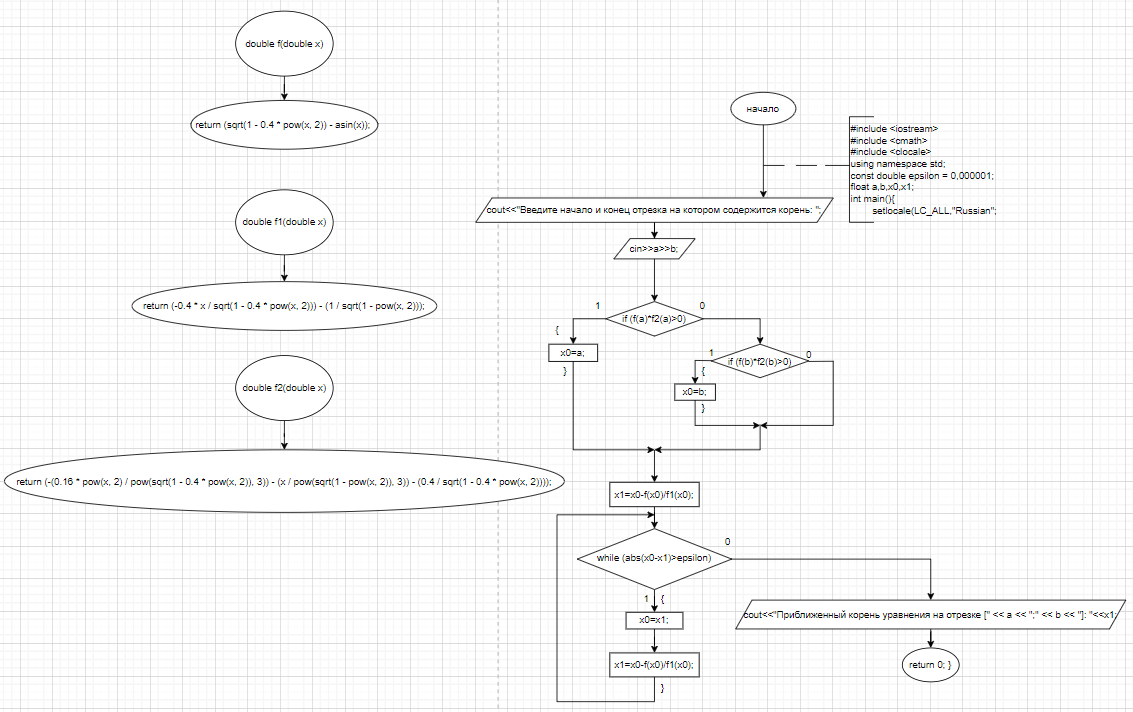 double f(double x)
return (sqrt(1 - 0.4 * pow(x, 2)) - asin(x));
double f1(double x)
return (-0.4 * x / sqrt(1 - 0.4 * pow(x, 2))) - (1 / sqrt(1 - pow(x, 2)));
double f2(double x)
return (-(0.16 * pow(x, 2) / pow(sqrt(1 - 0.4 * pow(x, 2)), 3)) - (x / pow(sqrt(1 - pow(x, 2)), 3)) - (0.4 / sqrt(1 - 0.4 * pow(x, 2))));
начало
#include <iostream>
#include <cmath>
#include <clocale>
using namespace std;
const double epsilon = 0,000001;
float a,b,x0,x1;
int main(){
setlocale(LC_ALL,"Russian";
cout<<"Введите начало и конец отрезка на котором содержится корень: ";
cin>>a>>b;
if (f(a)*f2(a)>0)
1
0
{
x0=a;
}
if (f(b)*f2(b)>0)
1
0
{
x0=b;
}
x1=x0-f(x0)/f1(x0);
while (abs(x0-x1)>epsilon)
0
1 {
x0=x1;
x1=x0-f(x0)/f1(x0);
}
cout<<"Приближенный корень уравнения на отрезке [" << a << ";" << b << "]: "<<x1;
return 0; }